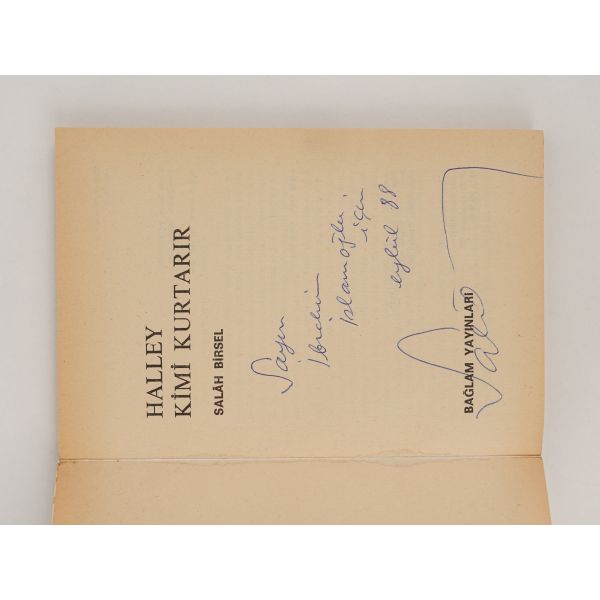 HALLEY
KİMİ KURTARIR
SALÂH BİRSEL
Sayın
İbrahim
İslamoğlu
için
eylül 88
BAĞLAM YAYINLARI